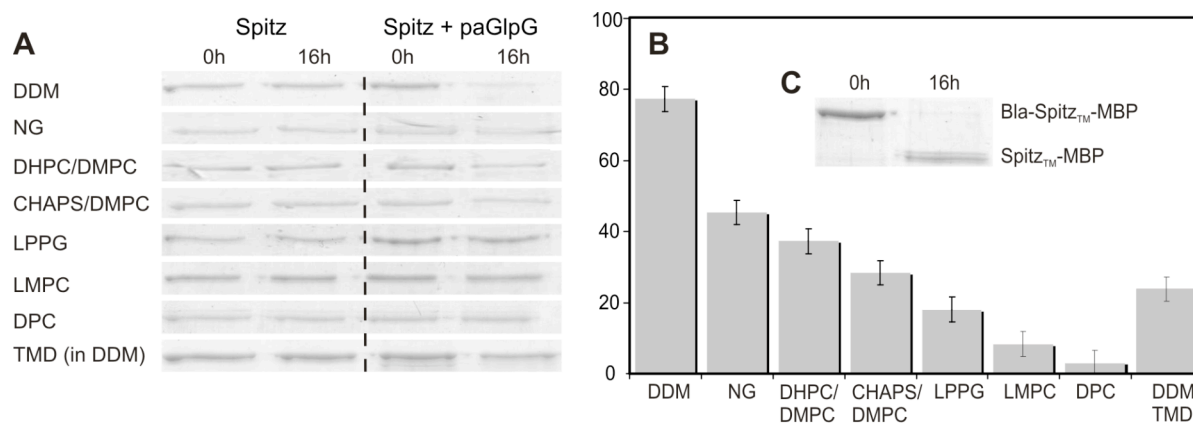 A
Spitz
Spitz + paGlpG
0h 16h 0h 16h
DDM
NG
DHPC/DMPC
CHAPS/DMPC
LPPG
LMPC
DPC
TMD (in DDM)
B
100
80
60
40
20
0
C
0h 16h
Bla-SpitzTM-MBP
SpitzTM-MBP
DDM NG DHPC/ CHAPS/ LPPG LMPC DPC DDM
DMPC DMPC TMD